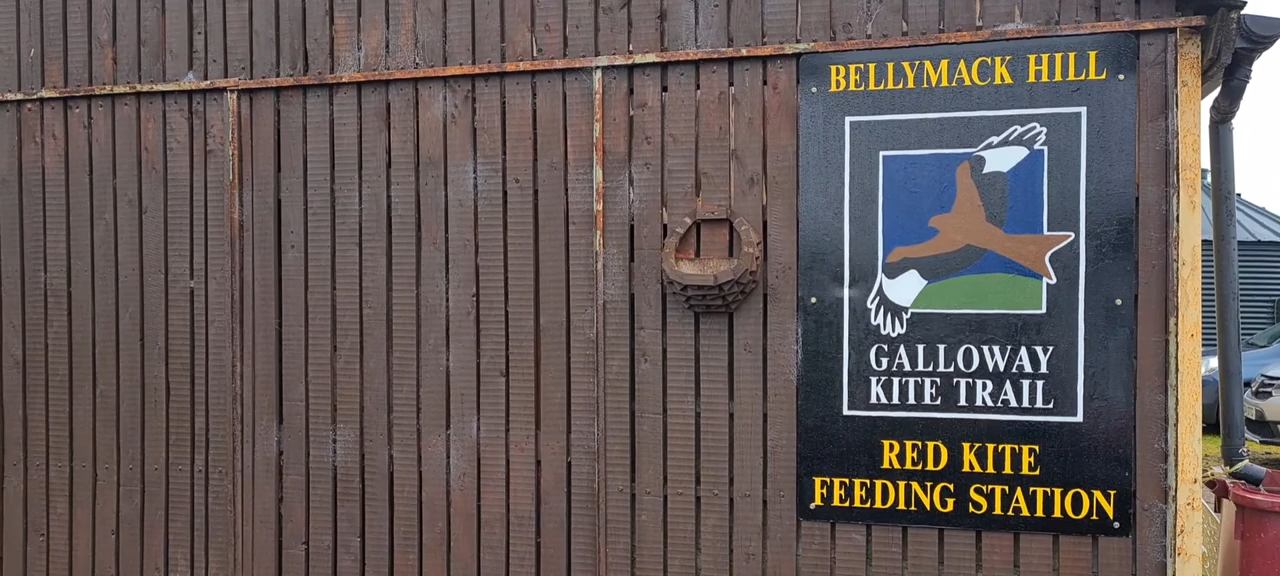 BELLYMACK HILL
GALLOWAY
KITE TRAIL
RED KITE
FEEDING STATION